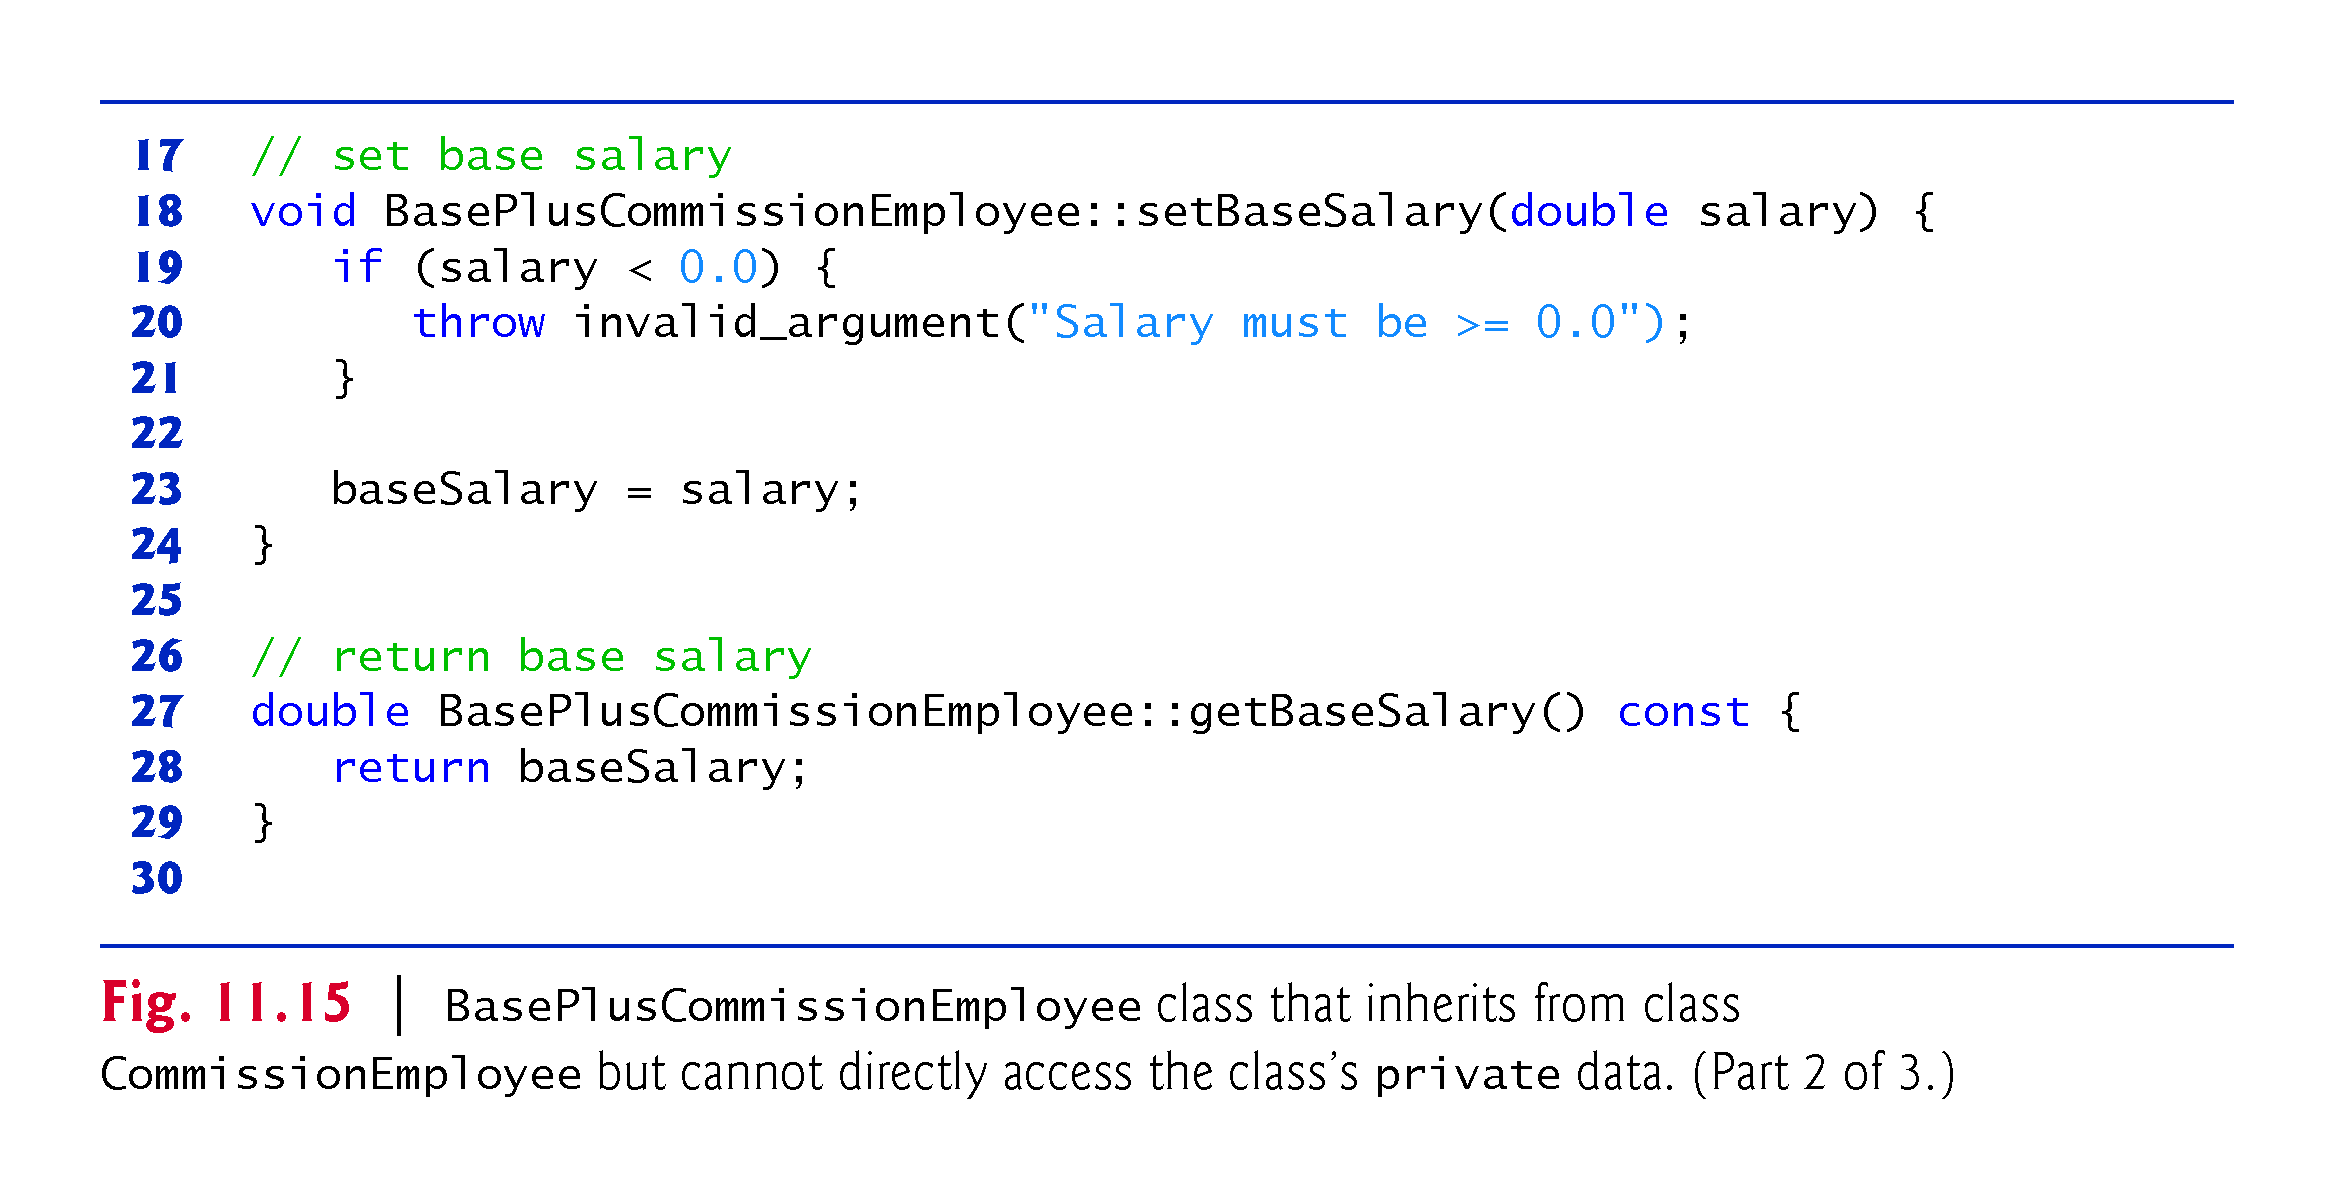 17 // set base salary
18 void BasePlusCommissionEmployee::setBaseSalary(double salary) {
19    if (salary < 0.0) {
20       throw invalid_argument("Salary must be >= 0.0");
21    }
22
23    baseSalary = salary;
24 }
25
26 // return base salary
27 double BasePlusCommissionEmployee::getBaseSalary() const {
28    return baseSalary;
29 }
30
Fig. 11.15 | BasePlusCommissionEmployee class that inherits from class
CommissionEmployee but cannot directly access the class’s private data. (Part 2 of 3.)